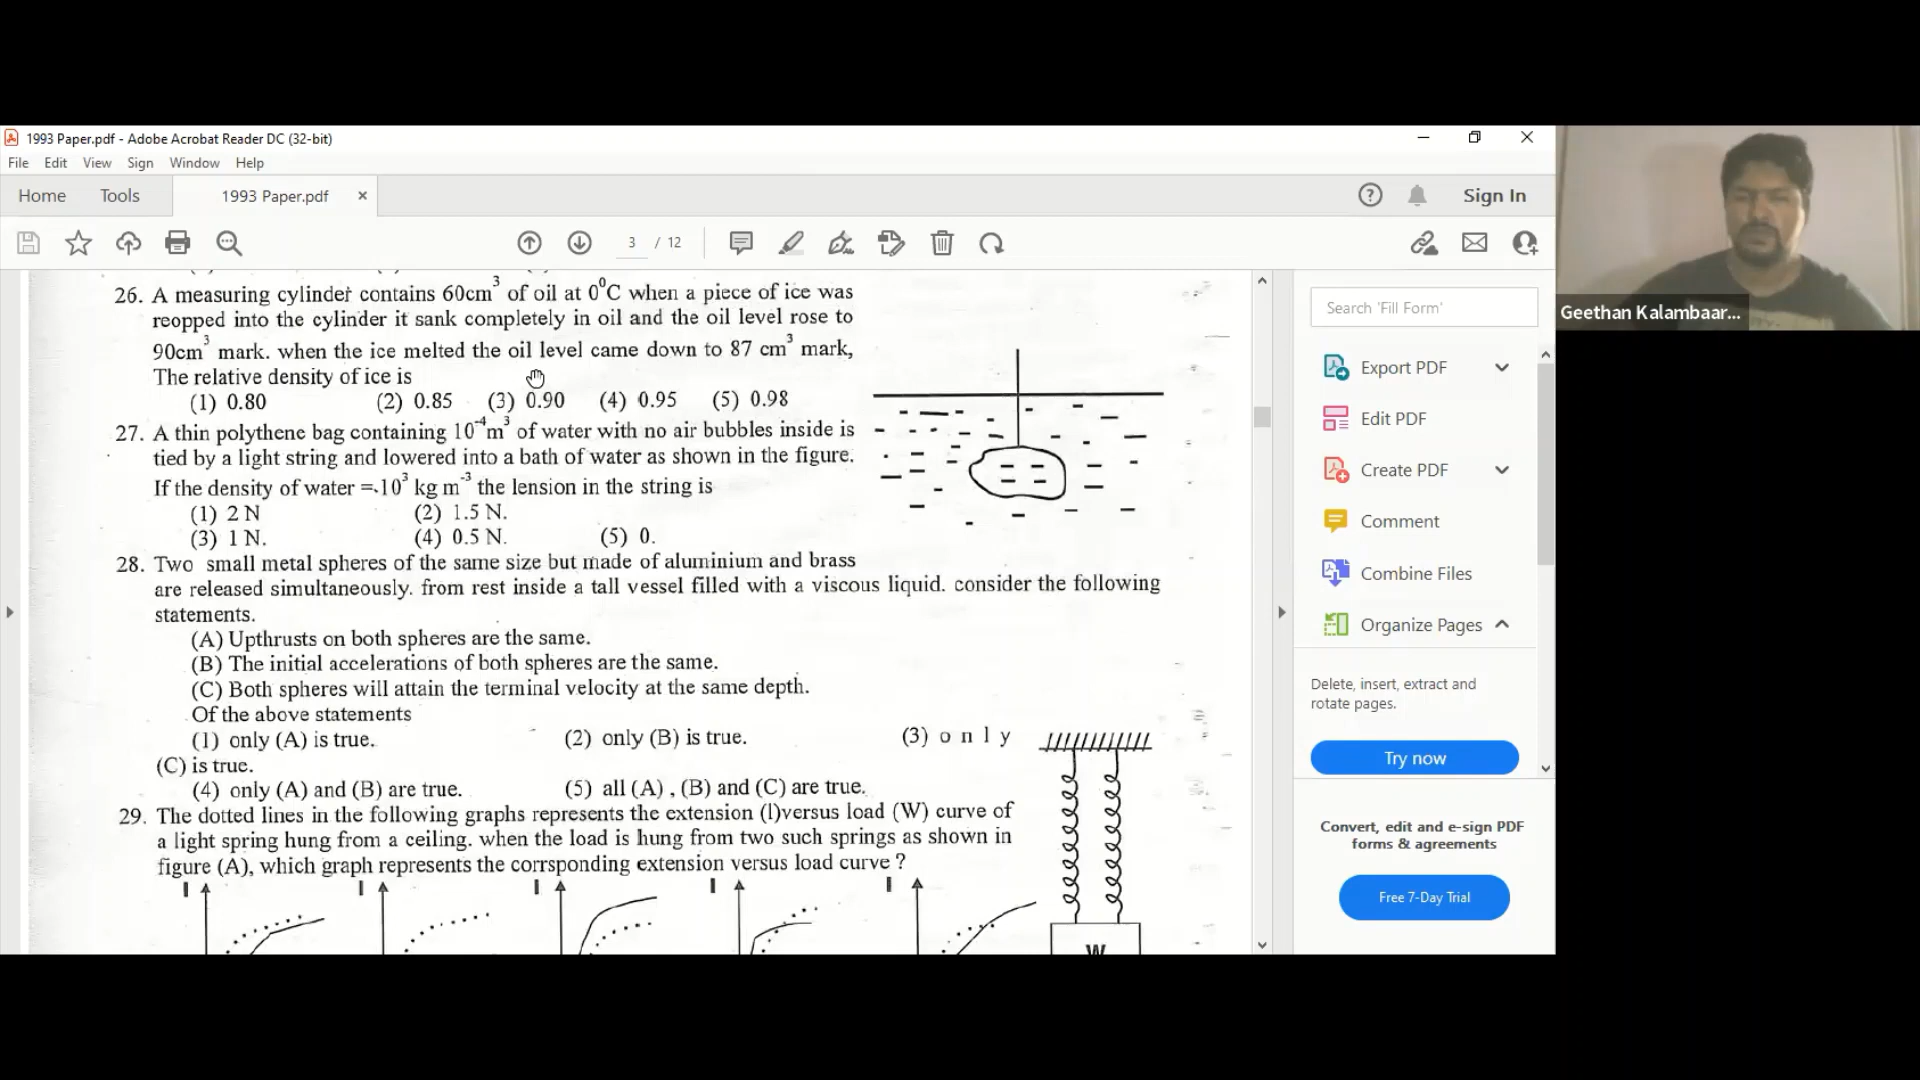 1993 Paper.pdf - Adobe Acrobat Reader DC (32-bit)
File Edit View Sign Window Help
Home Tools 1993 Paper.pdf × Sign In
3 / 12
26. A measuring cylinder contains 60cm³ of oil at 0⁰C when a piece of ice was
reopped into the cylinder it sank completely in oil and the oil level rose to
90cm³ mark. when the ice melted the oil level came down to 87 cm³ mark,
The relative density of ice is
(1) 0.80 (2) 0.85 (3) 0.90 (4) 0.95 (5) 0.98
27. A thin polythene bag containing 10⁻⁴m³ of water with no air bubbles inside is
tied by a light string and lowered into a bath of water as shown in the figure.
If the density of water = 10³ kg m⁻³ the lension in the string is
(1) 2 N (2) 1.5 N.
(3) 1 N. (4) 0.5 N. (5) 0.
28. Two small metal spheres of the same size but made of aluminium and brass
are released simultaneously. from rest inside a tall vessel filled with a viscous liquid. consider the following
statements.
(A) Upthrusts on both spheres are the same.
(B) The initial accelerations of both spheres are the same.
(C) Both spheres will attain the terminal velocity at the same depth.
Of the above statements
(1) only (A) is true. (2) only (B) is true. (3) o n l y
(C) is true.
(4) only (A) and (B) are true. (5) all (A) , (B) and (C) are true.
29. The dotted lines in the following graphs represents the extension (l)versus load (W) curve of
a light spring hung from a ceiling. when the load is hung from two such springs as shown in
figure (A), which graph represents the corrsponding extension versus load curve ?
l l l l l
W
Search 'Fill Form'
Export PDF
Edit PDF
Create PDF
Comment
Combine Files
Organize Pages
Delete, insert, extract and
rotate pages.
Try now
Convert, edit and e-sign PDF
forms & agreements
Free 7-Day Trial
Geethan Kalambaar...